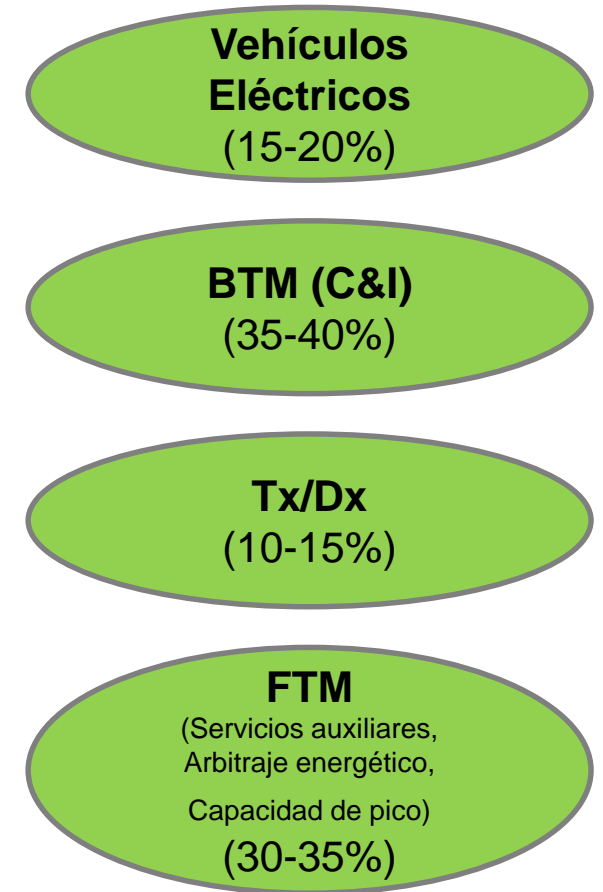 Vehículos
Eléctricos
(15-20%)
BTM (C&I)
(35-40%)
Tx/Dx
(10-15%)
FTM
(Servicios auxiliares,
Arbitraje energético,
Capacidad de pico)
(30-35%)